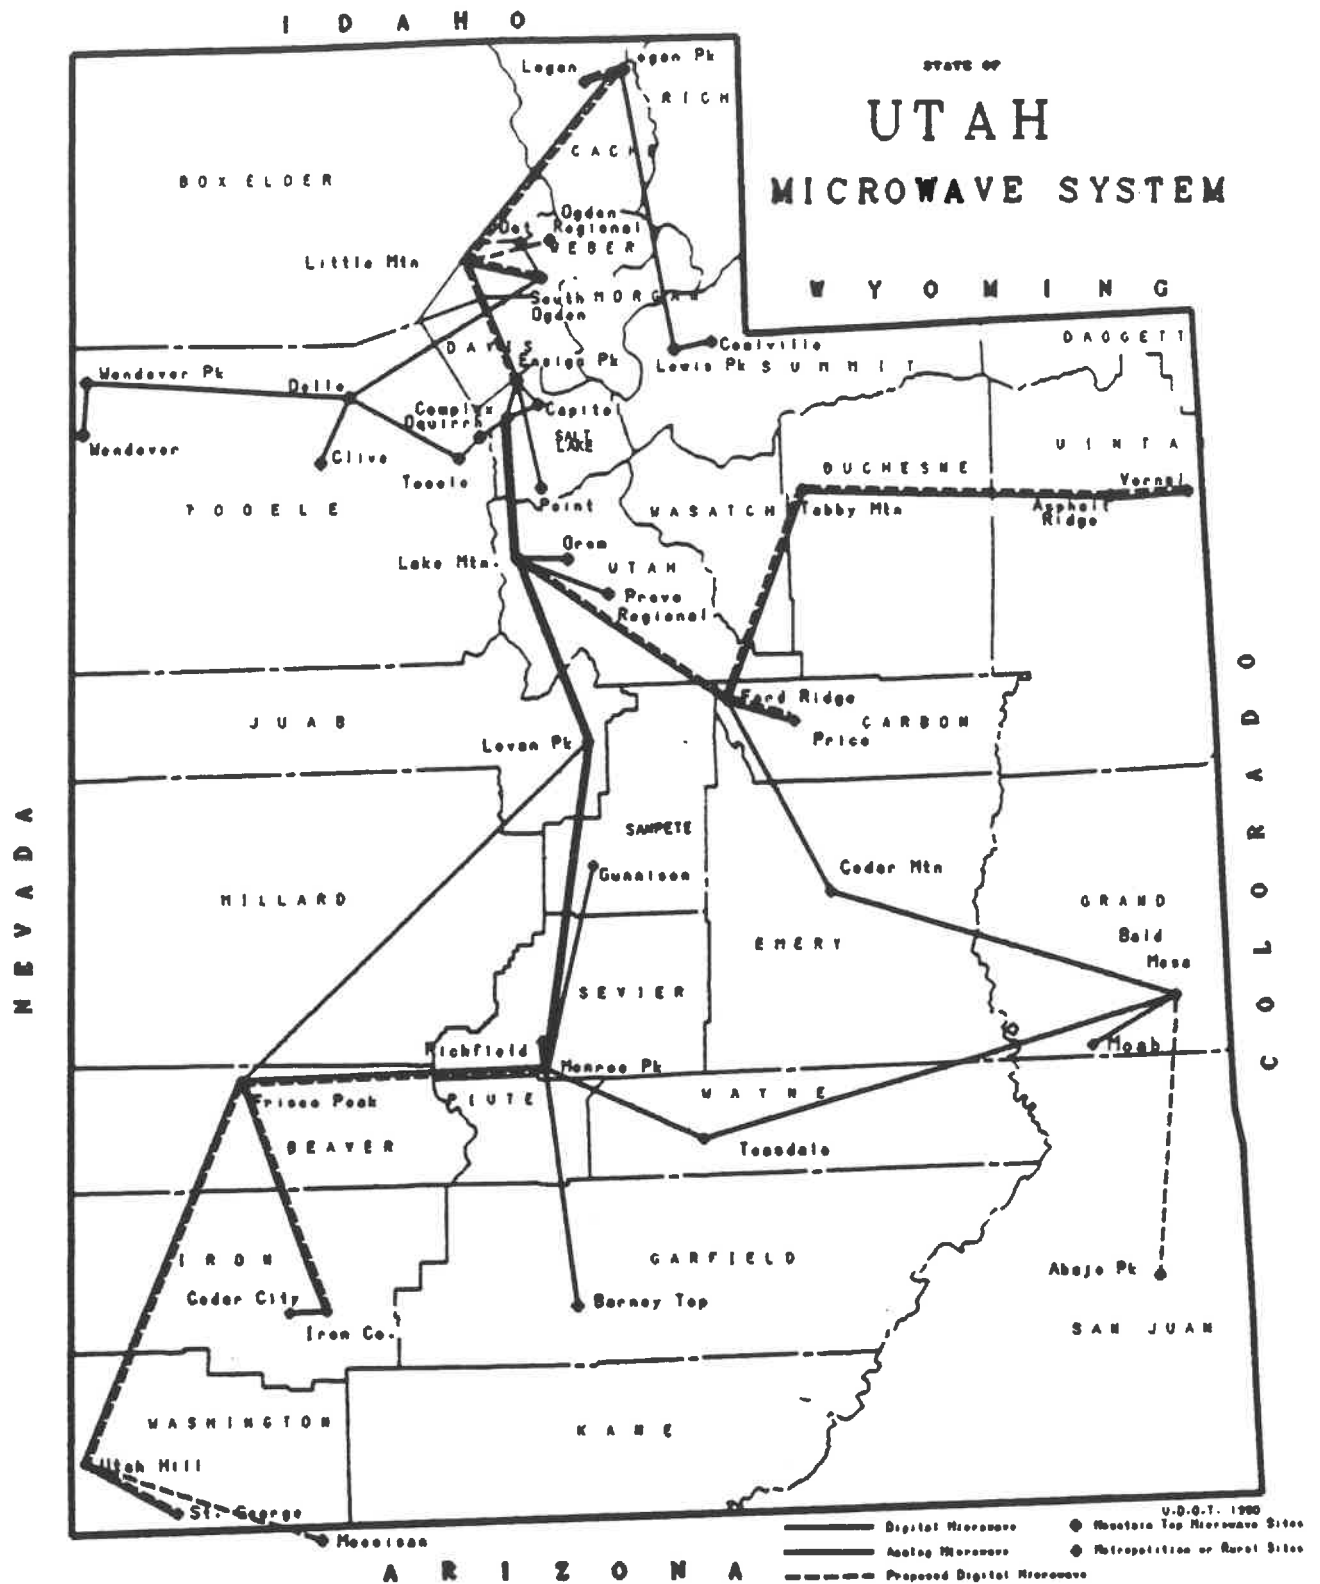 IDAHO
STATE OF
UTAH
MICROWAVE SYSTEM
Logan
Logan Pk
RICH
CACHE
BOX ELDER
Ogden
Regional
WEBER
Little Mtn
South
Ogden
MORGAN
WYOMING
DAGGETT
DAVIS
Ensign Pk
Coalville
Lewis Pk
SUMMIT
Wendover Pk
Delle
Complex
Capitol
Oquirrh
SALT
LAKE
Wendover
Clive
Tooele
DUCHESNE
UINTA
Vernal
TOOELE
Point
WASATCH
Tabby Mtn
Asphalt
Ridge
Orem
Lake Mtn.
UTAH
Provo
Regional
Ford Ridge
JUAB
CARBON
Price
Levan Pk
COLORADO
NEVADA
SANPETE
Gunnison
Cedar Mtn
MILLARD
GRAND
EMERY
Bald
Mesa
SEVIER
Richfield
Monroe Pk
Moab
Frisco Peak
PIUTE
WAYNE
BEAVER
Teasdale
IRON
GARFIELD
Abajo Pk
Cedar City
Barney Top
Iron Co.
SAN JUAN
WASHINGTON
KANE
Utah Hill
St. George
U.D.O.T. 1990
Digital Microwave
Mountain Top Microwave Sites
Analog Microwave
Metropolition or Rural Sites
Proposed Digital Microwave
ARIZONA